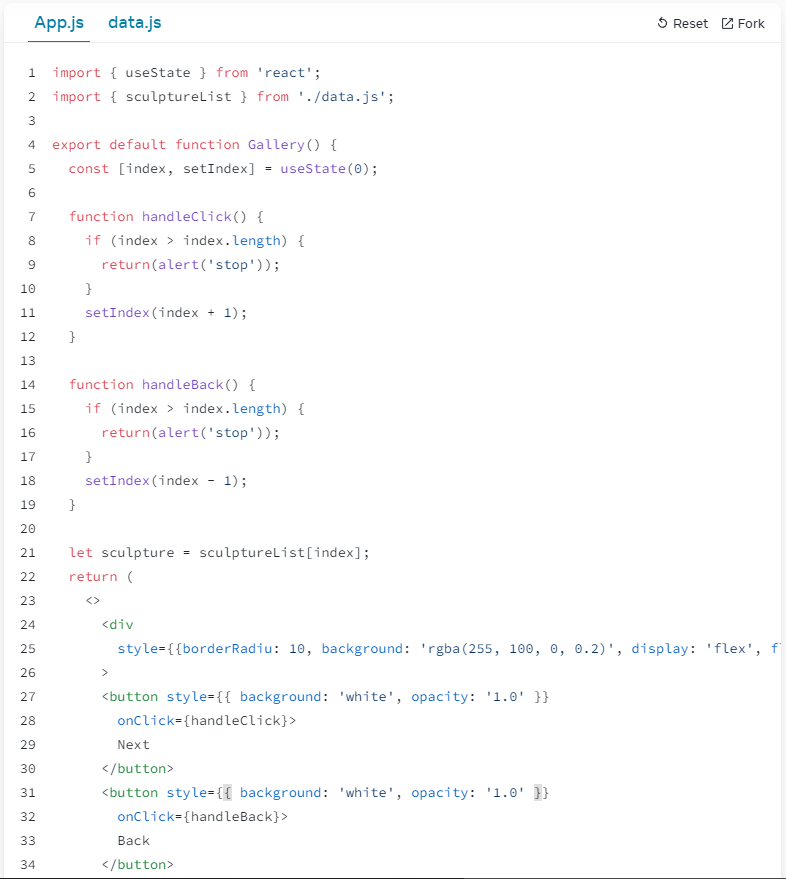 App.js data.js Reset Fork
1 import { useState } from 'react';
2 import { sculptureList } from './data.js';
3
4 export default function Gallery() {
5   const [index, setIndex] = useState(0);
6
7   function handleClick() {
8     if (index > index.length) {
9       return(alert('stop'));
10     }
11     setIndex(index + 1);
12   }
13
14   function handleBack() {
15     if (index > index.length) {
16       return(alert('stop'));
17     }
18     setIndex(index - 1);
19   }
20
21   let sculpture = sculptureList[index];
22   return (
23     <>
24       <div
25         style={{borderRadiu: 10, background: 'rgba(255, 100, 0, 0.2)', display: 'flex', fl
26       >
27       <button style={{ background: 'white', opacity: '1.0' }}
28         onClick={handleClick}>
29         Next
30       </button>
31       <button style={{ background: 'white', opacity: '1.0' }}
32         onClick={handleBack}>
33         Back
34       </button>